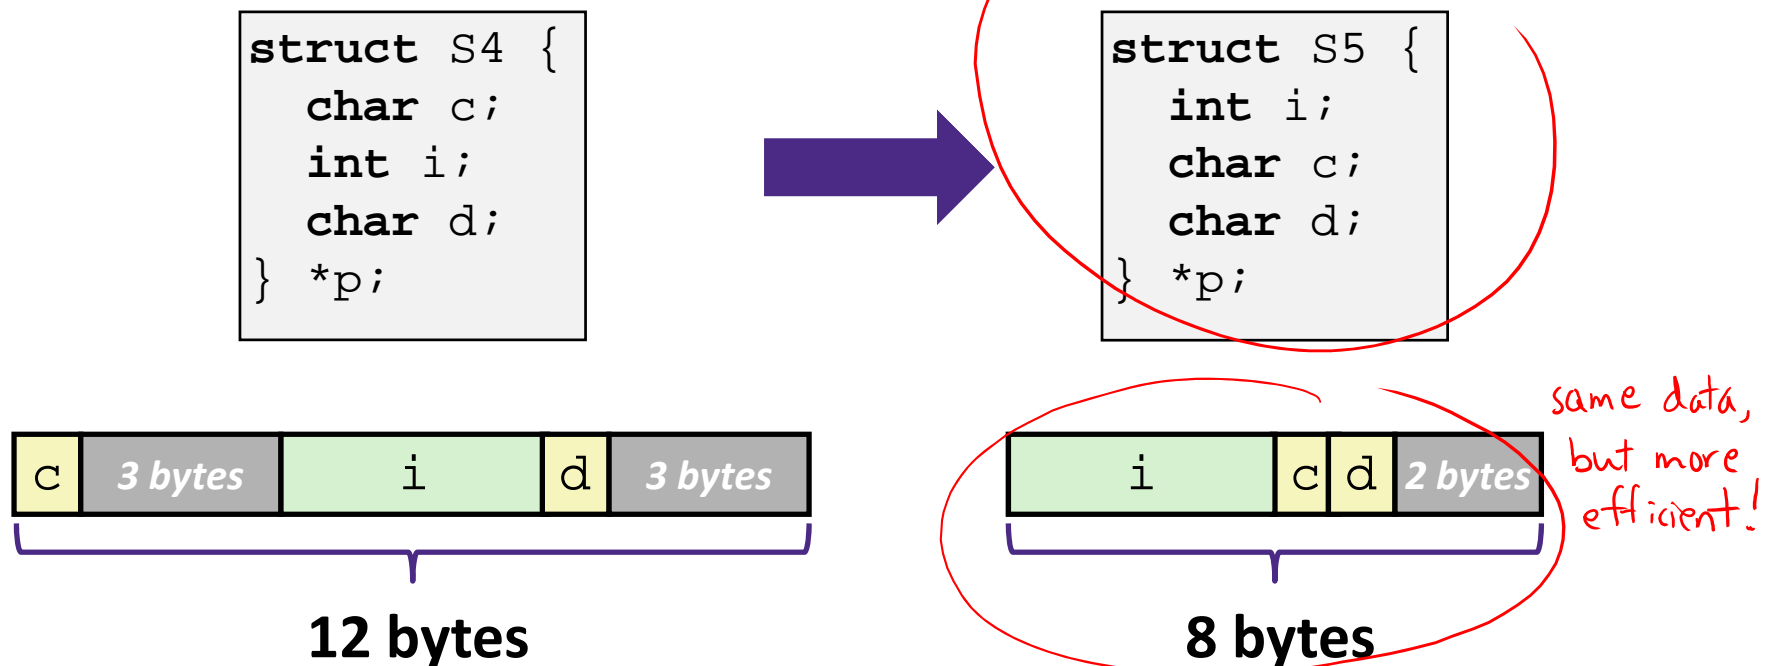 struct S4 {
char c;
int i;
char d;
} *p;
struct S5 {
int i;
char c;
char d;
} *p;
c 3 bytes i d 3 bytes
12 bytes
i c d 2 bytes
8 bytes
same data,
but more
efficient!